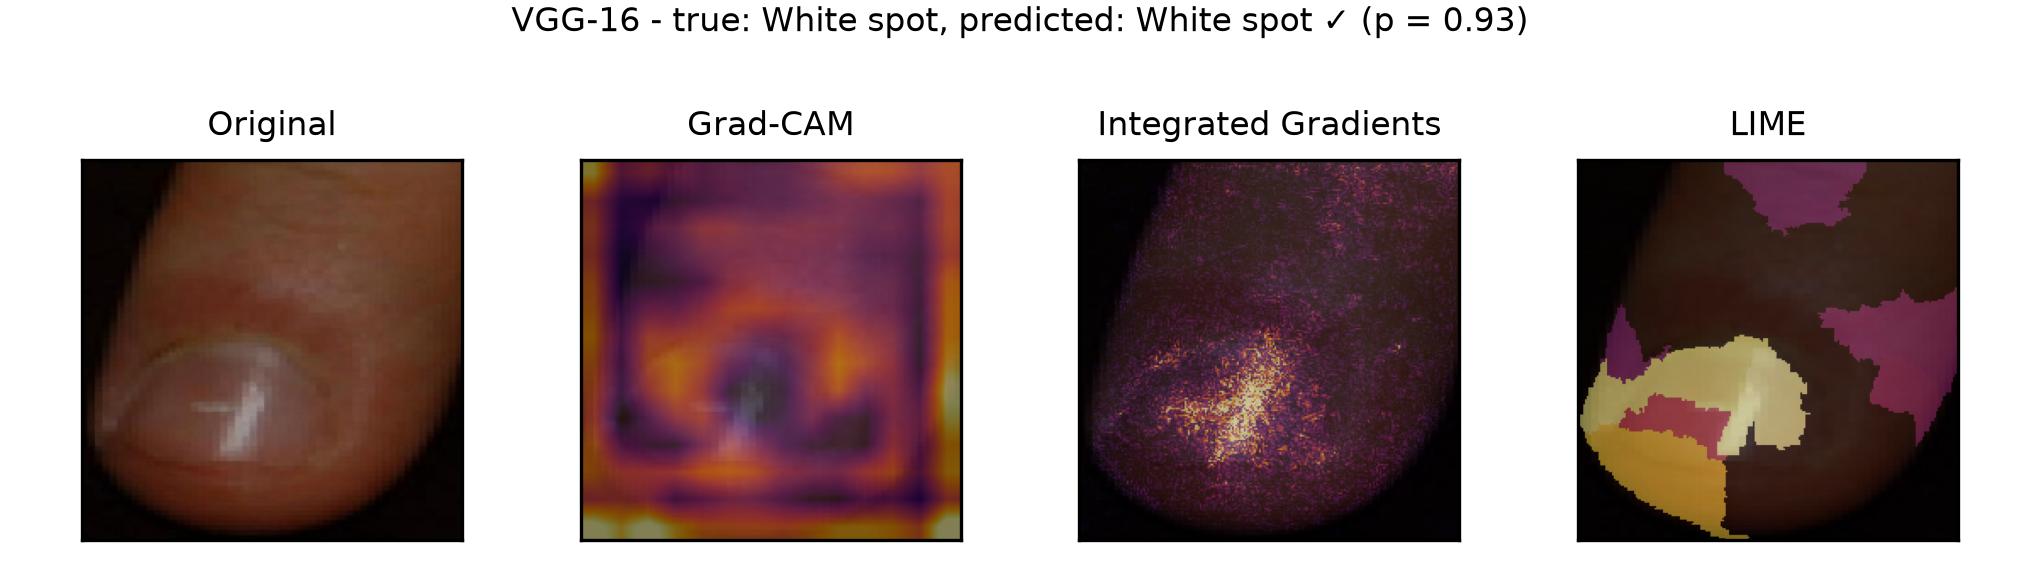 VGG-16 - true: White spot, predicted: White spot ✓ (p = 0.93)
Original
Grad-CAM
Integrated Gradients
LIME